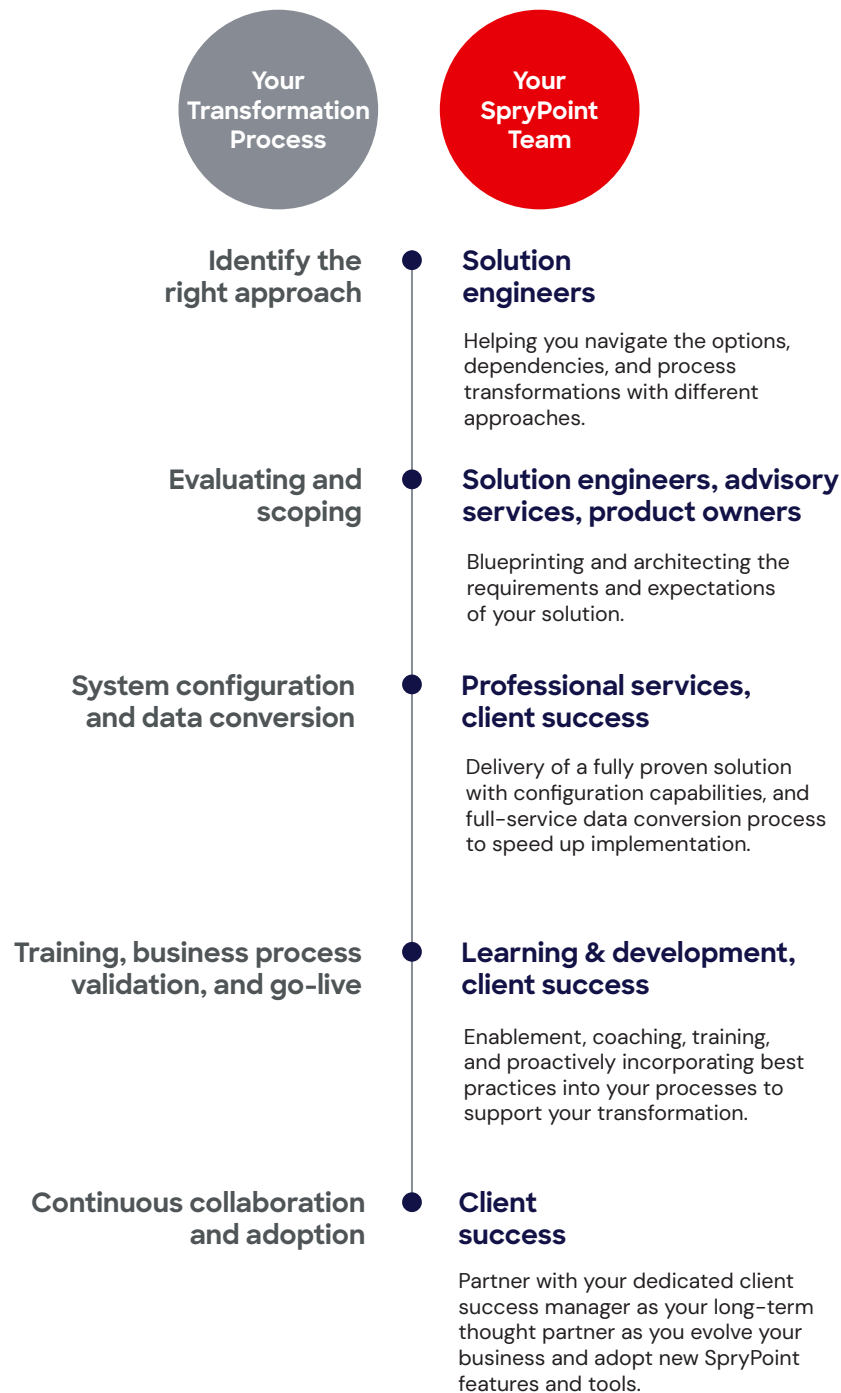 Your
Transformation
Process
Your
SpryPoint
Team
Identify the
right approach
Solution
engineers
Helping you navigate the options,
dependencies, and process
transformations with different
approaches.
Evaluating and
scoping
Solution engineers, advisory
services, product owners
Blueprinting and architecting the
requirements and expectations
of your solution.
System configuration
and data conversion
Professional services,
client success
Delivery of a fully proven solution
with configuration capabilities, and
full-service data conversion process
to speed up implementation.
Training, business process
validation, and go-live
Learning & development,
client success
Enablement, coaching, training,
and proactively incorporating best
practices into your processes to
support your transformation.
Continuous collaboration
and adoption
Client
success
Partner with your dedicated client
success manager as your long-term
thought partner as you evolve your
business and adopt new SpryPoint
features and tools.